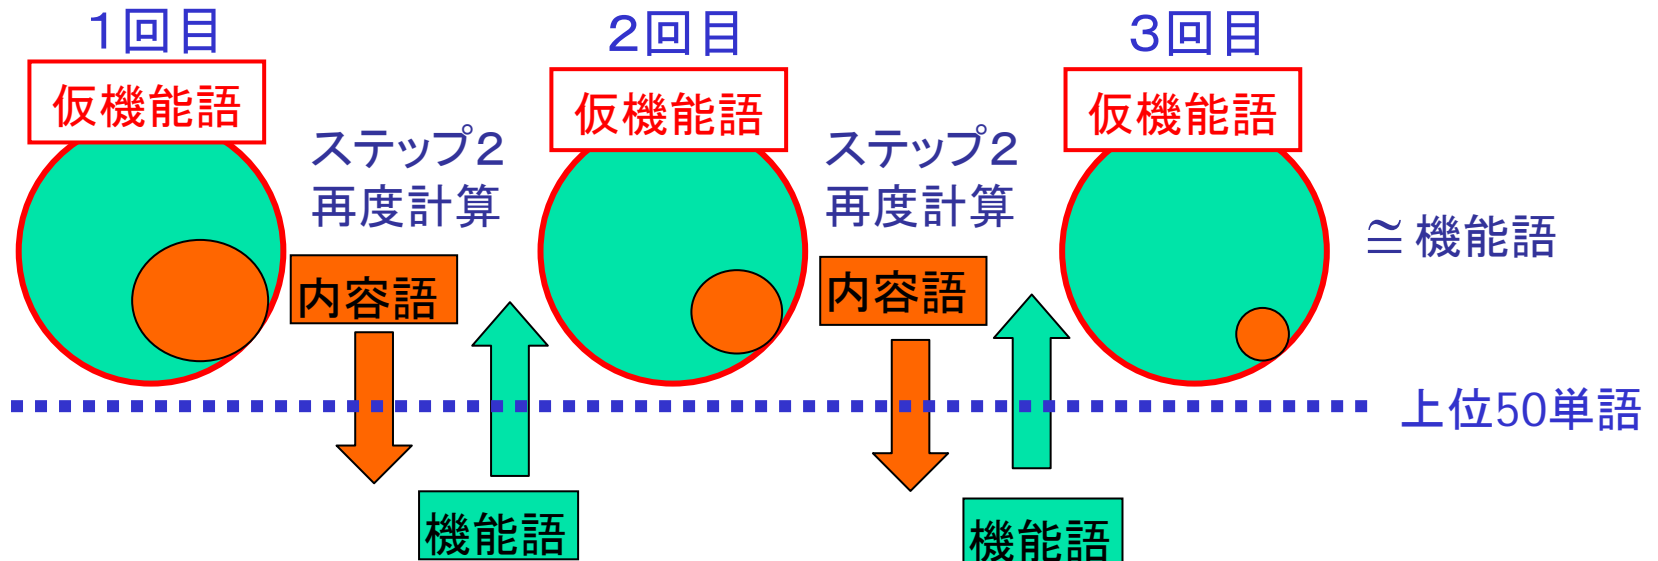 １回目
２回目
３回目
仮機能語
仮機能語
仮機能語
ステップ２
再度計算
ステップ２
再度計算
≅ 機能語
内容語
内容語
上位50単語
機能語
機能語